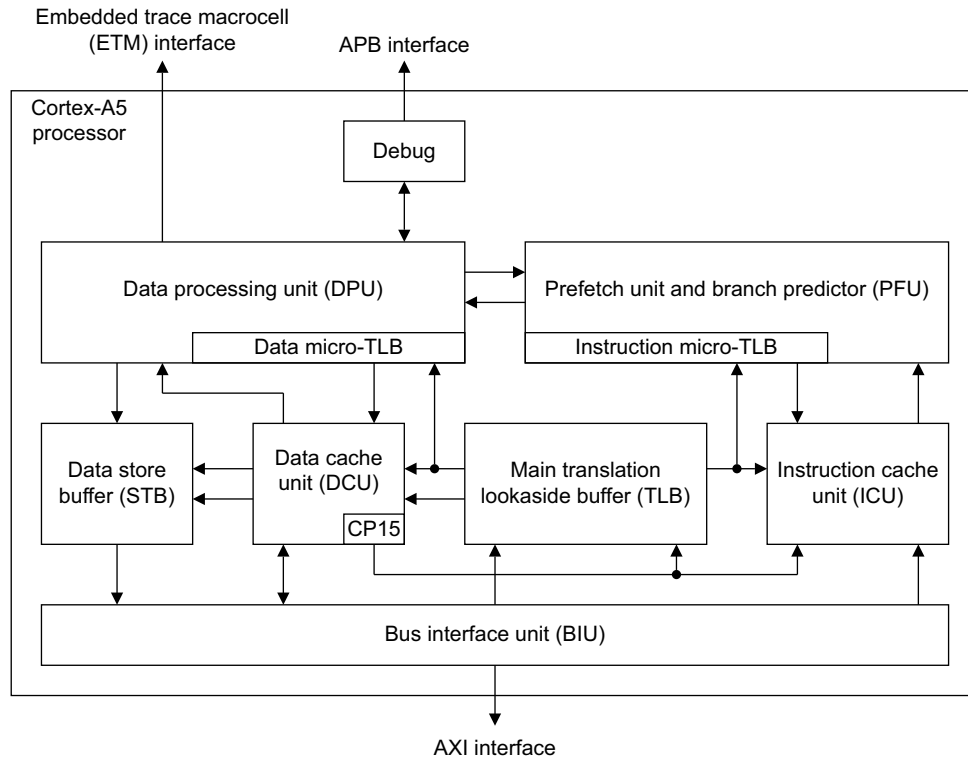 Embedded trace macrocell
(ETM) interface
APB interface
Cortex-A5
processor
Debug
Data processing unit (DPU)
Prefetch unit and branch predictor (PFU)
Data micro-TLB
Instruction micro-TLB
Data store
buffer (STB)
Data cache
unit (DCU)
CP15
Main translation
lookaside buffer (TLB)
Instruction cache
unit (ICU)
Bus interface unit (BIU)
AXI interface